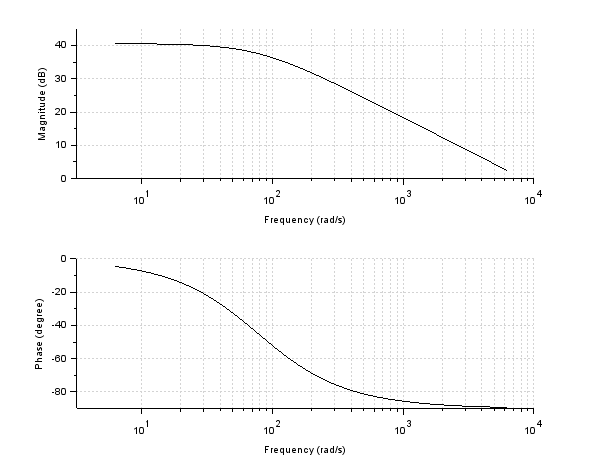 40
30
20
10
0
Magnitude (dB)
10^1 10^2 10^3 10^4
Frequency (rad/s)
0
-20
-40
-60
-80
Phase (degree)
10^1 10^2 10^3 10^4
Frequency (rad/s)